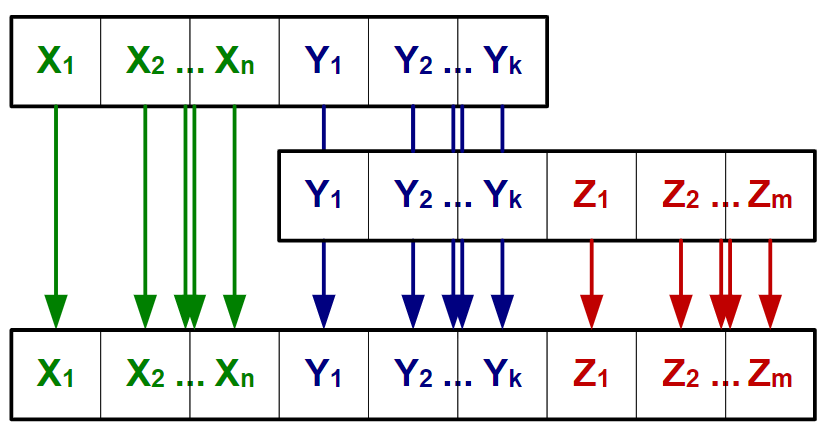 X1 X2 ... Xn Y1 Y2 ... Yk
Y1 Y2 ... Yk Z1 Z2 ... Zm
X1 X2 ... Xn Y1 Y2 ... Yk Z1 Z2 ... Zm